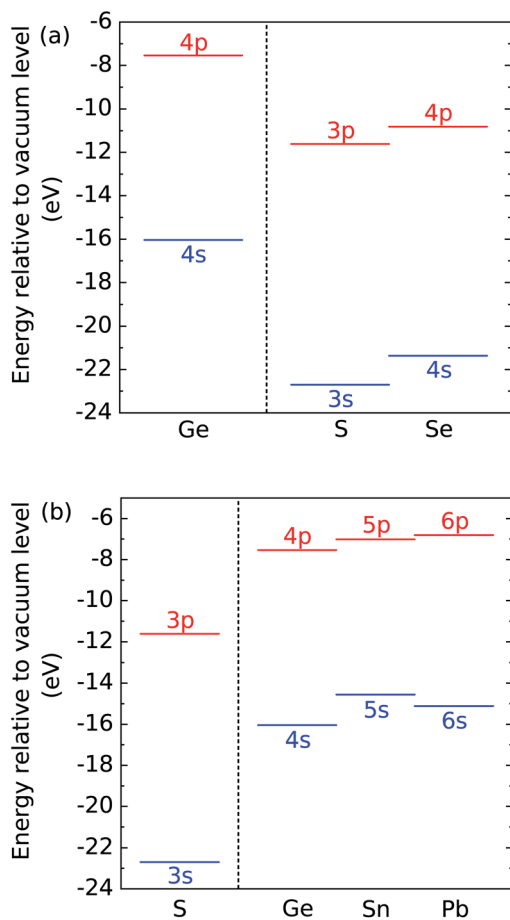 (a)
Energy relative to vacuum level
(eV)
-6
-8
-10
-12
-14
-16
-18
-20
-22
-24
4p
4s
3p
4p
3s
4s
Ge
S
Se
(b)
Energy relative to vacuum level
(eV)
-6
-8
-10
-12
-14
-16
-18
-20
-22
-24
3p
4p
5p
6p
4s
5s
6s
3s
S
Ge
Sn
Pb